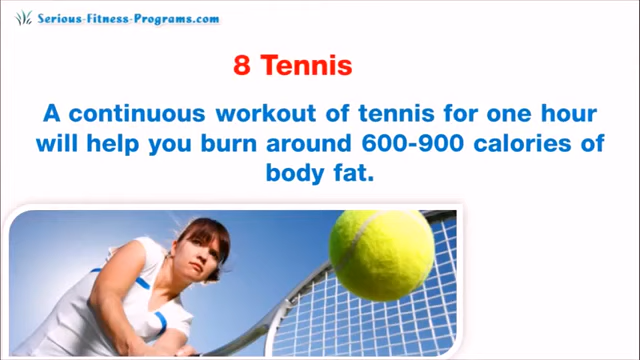 Serious-Fitness-Programs.com
8 Tennis
A continuous workout of tennis for one hour
will help you burn around 600-900 calories of
body fat.